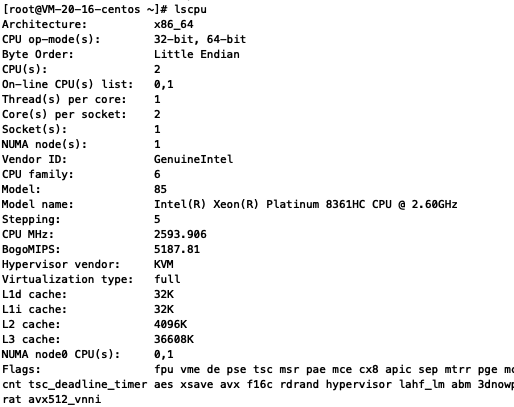 [root@VM-20-16-centos ~]# lscpu
Architecture: x86_64
CPU op-mode(s): 32-bit, 64-bit
Byte Order: Little Endian
CPU(s): 2
On-line CPU(s) list: 0,1
Thread(s) per core: 1
Core(s) per socket: 2
Socket(s): 1
NUMA node(s): 1
Vendor ID: GenuineIntel
CPU family: 6
Model: 85
Model name: Intel(R) Xeon(R) Platinum 8361HC CPU @ 2.60GHz
Stepping: 5
CPU MHz: 2593.906
BogoMIPS: 5187.81
Hypervisor vendor: KVM
Virtualization type: full
L1d cache: 32K
L1i cache: 32K
L2 cache: 4096K
L3 cache: 36608K
NUMA node0 CPU(s): 0,1
Flags: fpu vme de pse tsc msr pae mce cx8 apic sep mtrr pge mc
cnt tsc_deadline_timer aes xsave avx f16c rdrand hypervisor lahf_lm abm 3dnowp
rat avx512_vnni